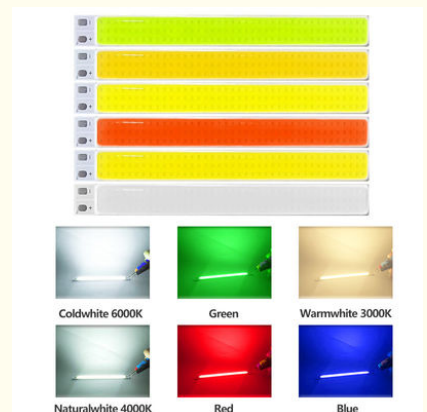 Coldwhite 6000K
Green
Warmwhite 3000K
Naturalwhite 4000K
Red
Blue